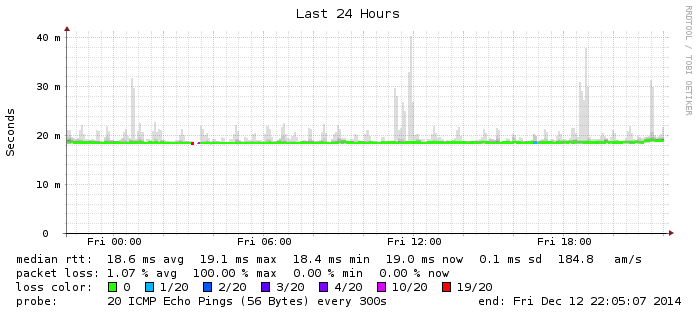 Last 24 Hours
RRDTOOL / TOBI OETIKER
Seconds
40 m
30 m
20 m
10 m
0
Fri 00:00 Fri 06:00 Fri 12:00 Fri 18:00
median rtt: 18.6 ms avg 19.1 ms max 18.4 ms min 19.0 ms now 0.1 ms sd 184.8 am/s
packet loss: 1.07 % avg 100.00 % max 0.00 % min 0.00 % now
loss color: 0 1/20 2/20 3/20 4/20 10/20 19/20
probe: 20 ICMP Echo Pings (56 Bytes) every 300s end: Fri Dec 12 22:05:07 2014